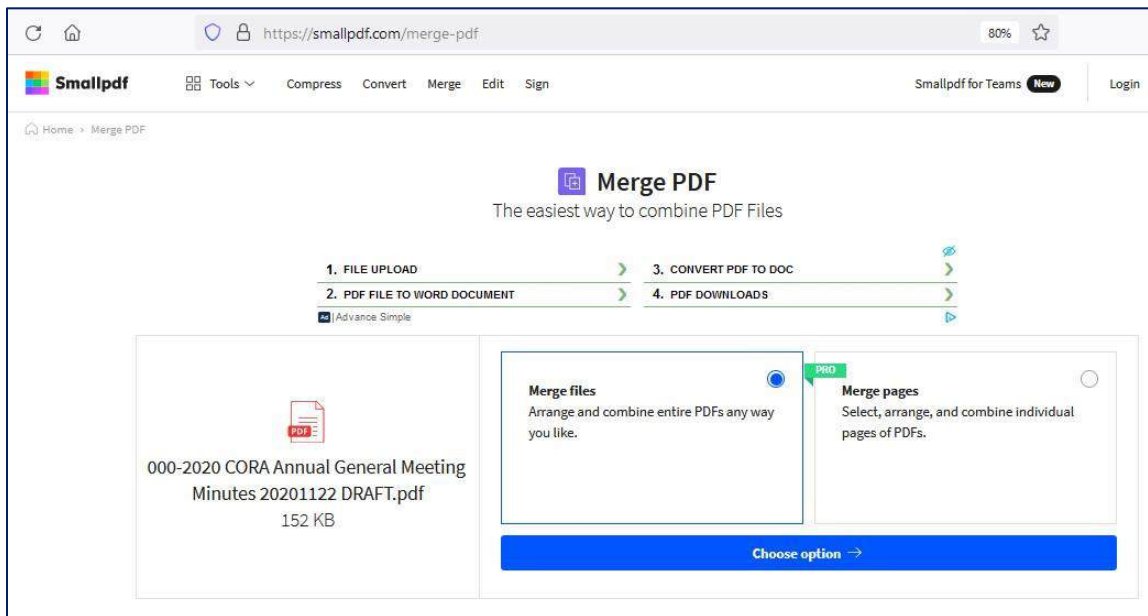 https://smallpdf.com/merge-pdf
80%
Smallpdf
Tools
Compress
Convert
Merge
Edit
Sign
Smallpdf for Teams New
Login
Home > Merge PDF
Merge PDF
The easiest way to combine PDF Files
1. FILE UPLOAD
2. PDF FILE TO WORD DOCUMENT
3. CONVERT PDF TO DOC
4. PDF DOWNLOADS
Ad | Advance Simple
PDF
000-2020 CORA Annual General Meeting
Minutes 20201122 DRAFT.pdf
152 KB
Merge files
Arrange and combine entire PDFs any way
you like.
PRO
Merge pages
Select, arrange, and combine individual
pages of PDFs.
Choose option →